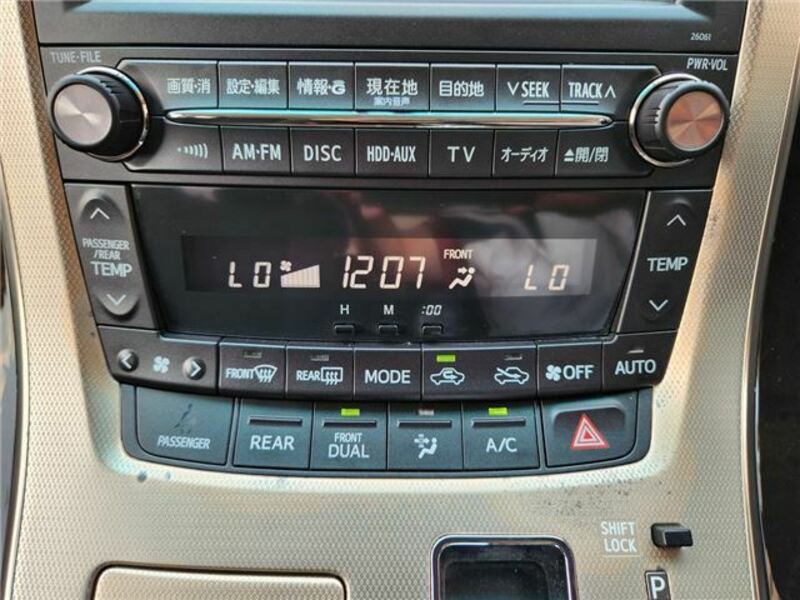 26061
TUNE·FILE
PWR·VOL
画質·消
設定·編集
情報·G
現在地
案内音声
目的地
∨SEEK
TRACK∧
AM·FM
DISC
HDD·AUX
TV
オーディオ
⏏開/閉
PASSENGER
/REAR
TEMP
LO
1207
FRONT
LO
TEMP
H
M
:00
FRONT
REAR
MODE
OFF
AUTO
PASSENGER
REAR
FRONT
DUAL
A/C
SHIFT
LOCK
P